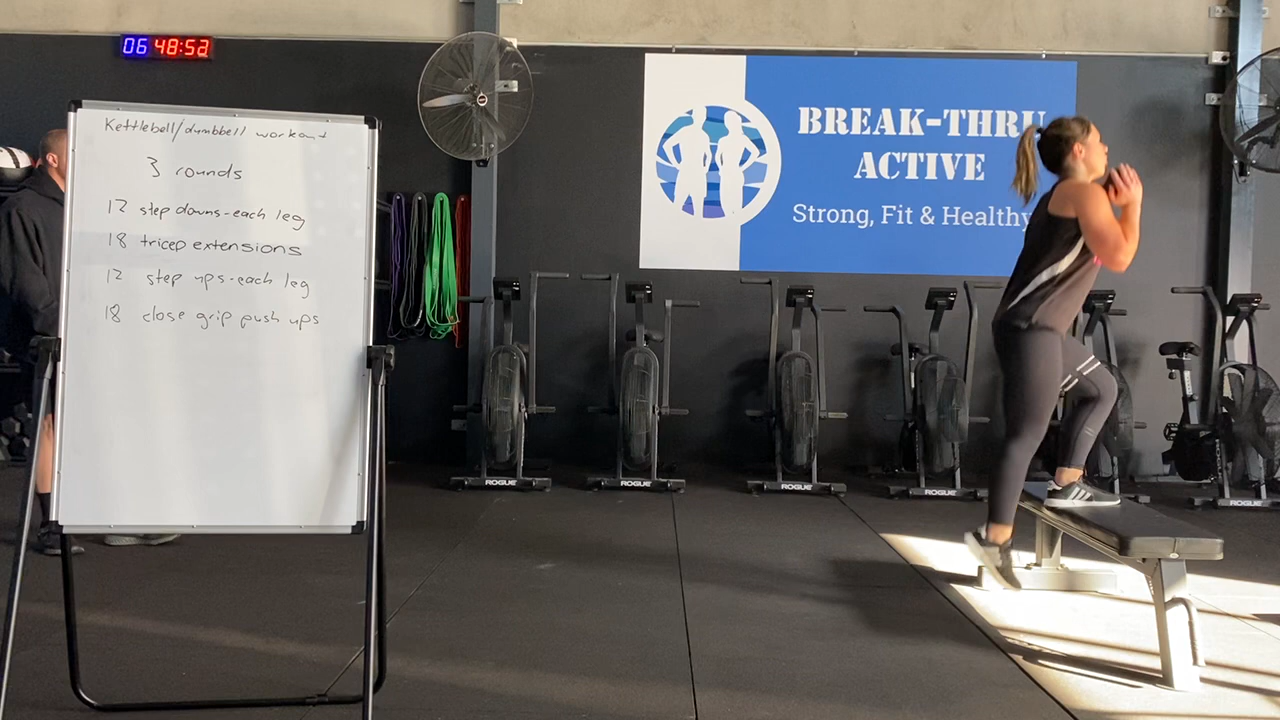 06 48:52
Kettlebell/dumbbell workout
3 rounds
12 step downs-each leg
18 tricep extensions
12 step ups-each leg
18 close grip push ups
BREAK-THRU
ACTIVE
Strong, Fit & Healthy
ROGUE
ROGUE
ROGUE
ROGUE
ROGUE